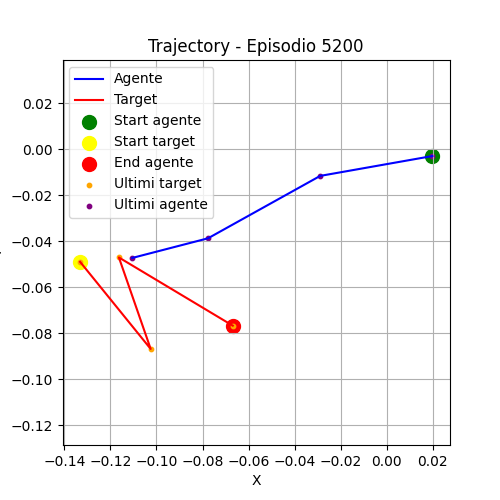 Trajectory - Episodio 5200
Agente
Target
Start agente
Start target
End agente
Ultimi target
Ultimi agente
0.02
0.00
−0.02
−0.04
−0.06
−0.08
−0.10
−0.12
−0.14 −0.12 −0.10 −0.08 −0.06 −0.04 −0.02 0.00 0.02
X